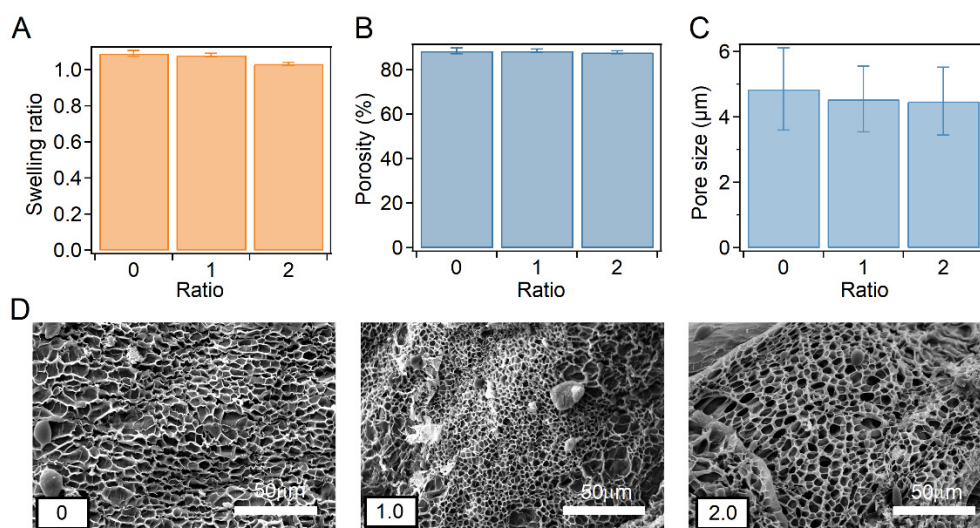 A
Swelling ratio
1.0
0.8
0.6
0.4
0.2
0.0
0 1 2
Ratio
B
Porosity (%)
80
60
40
20
0
0 1 2
Ratio
C
Pore size (µm)
6
4
2
0
0 1 2
Ratio
D
0
50µm
1.0
50µm
2.0
50µm